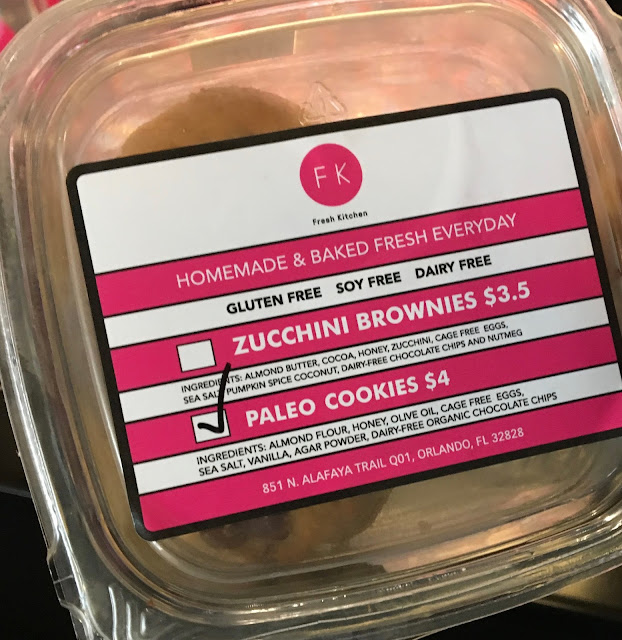 FK
Fresh Kitchen
HOMEMADE & BAKED FRESH EVERYDAY
GLUTEN FREE SOY FREE DAIRY FREE
ZUCCHINI BROWNIES $3.5
INGREDIENTS: ALMOND BUTTER, COCOA, HONEY, ZUCCHINI, CAGE FREE EGGS,
SEA SALT, PUMPKIN SPICE COCONUT, DAIRY-FREE CHOCOLATE CHIPS AND NUTMEG
PALEO COOKIES $4
INGREDIENTS: ALMOND FLOUR, HONEY, OLIVE OIL, CAGE FREE EGGS,
SEA SALT, VANILLA, AGAR POWDER, DAIRY-FREE ORGANIC CHOCOLATE CHIPS
851 N. ALAFAYA TRAIL Q01, ORLANDO, FL 32828